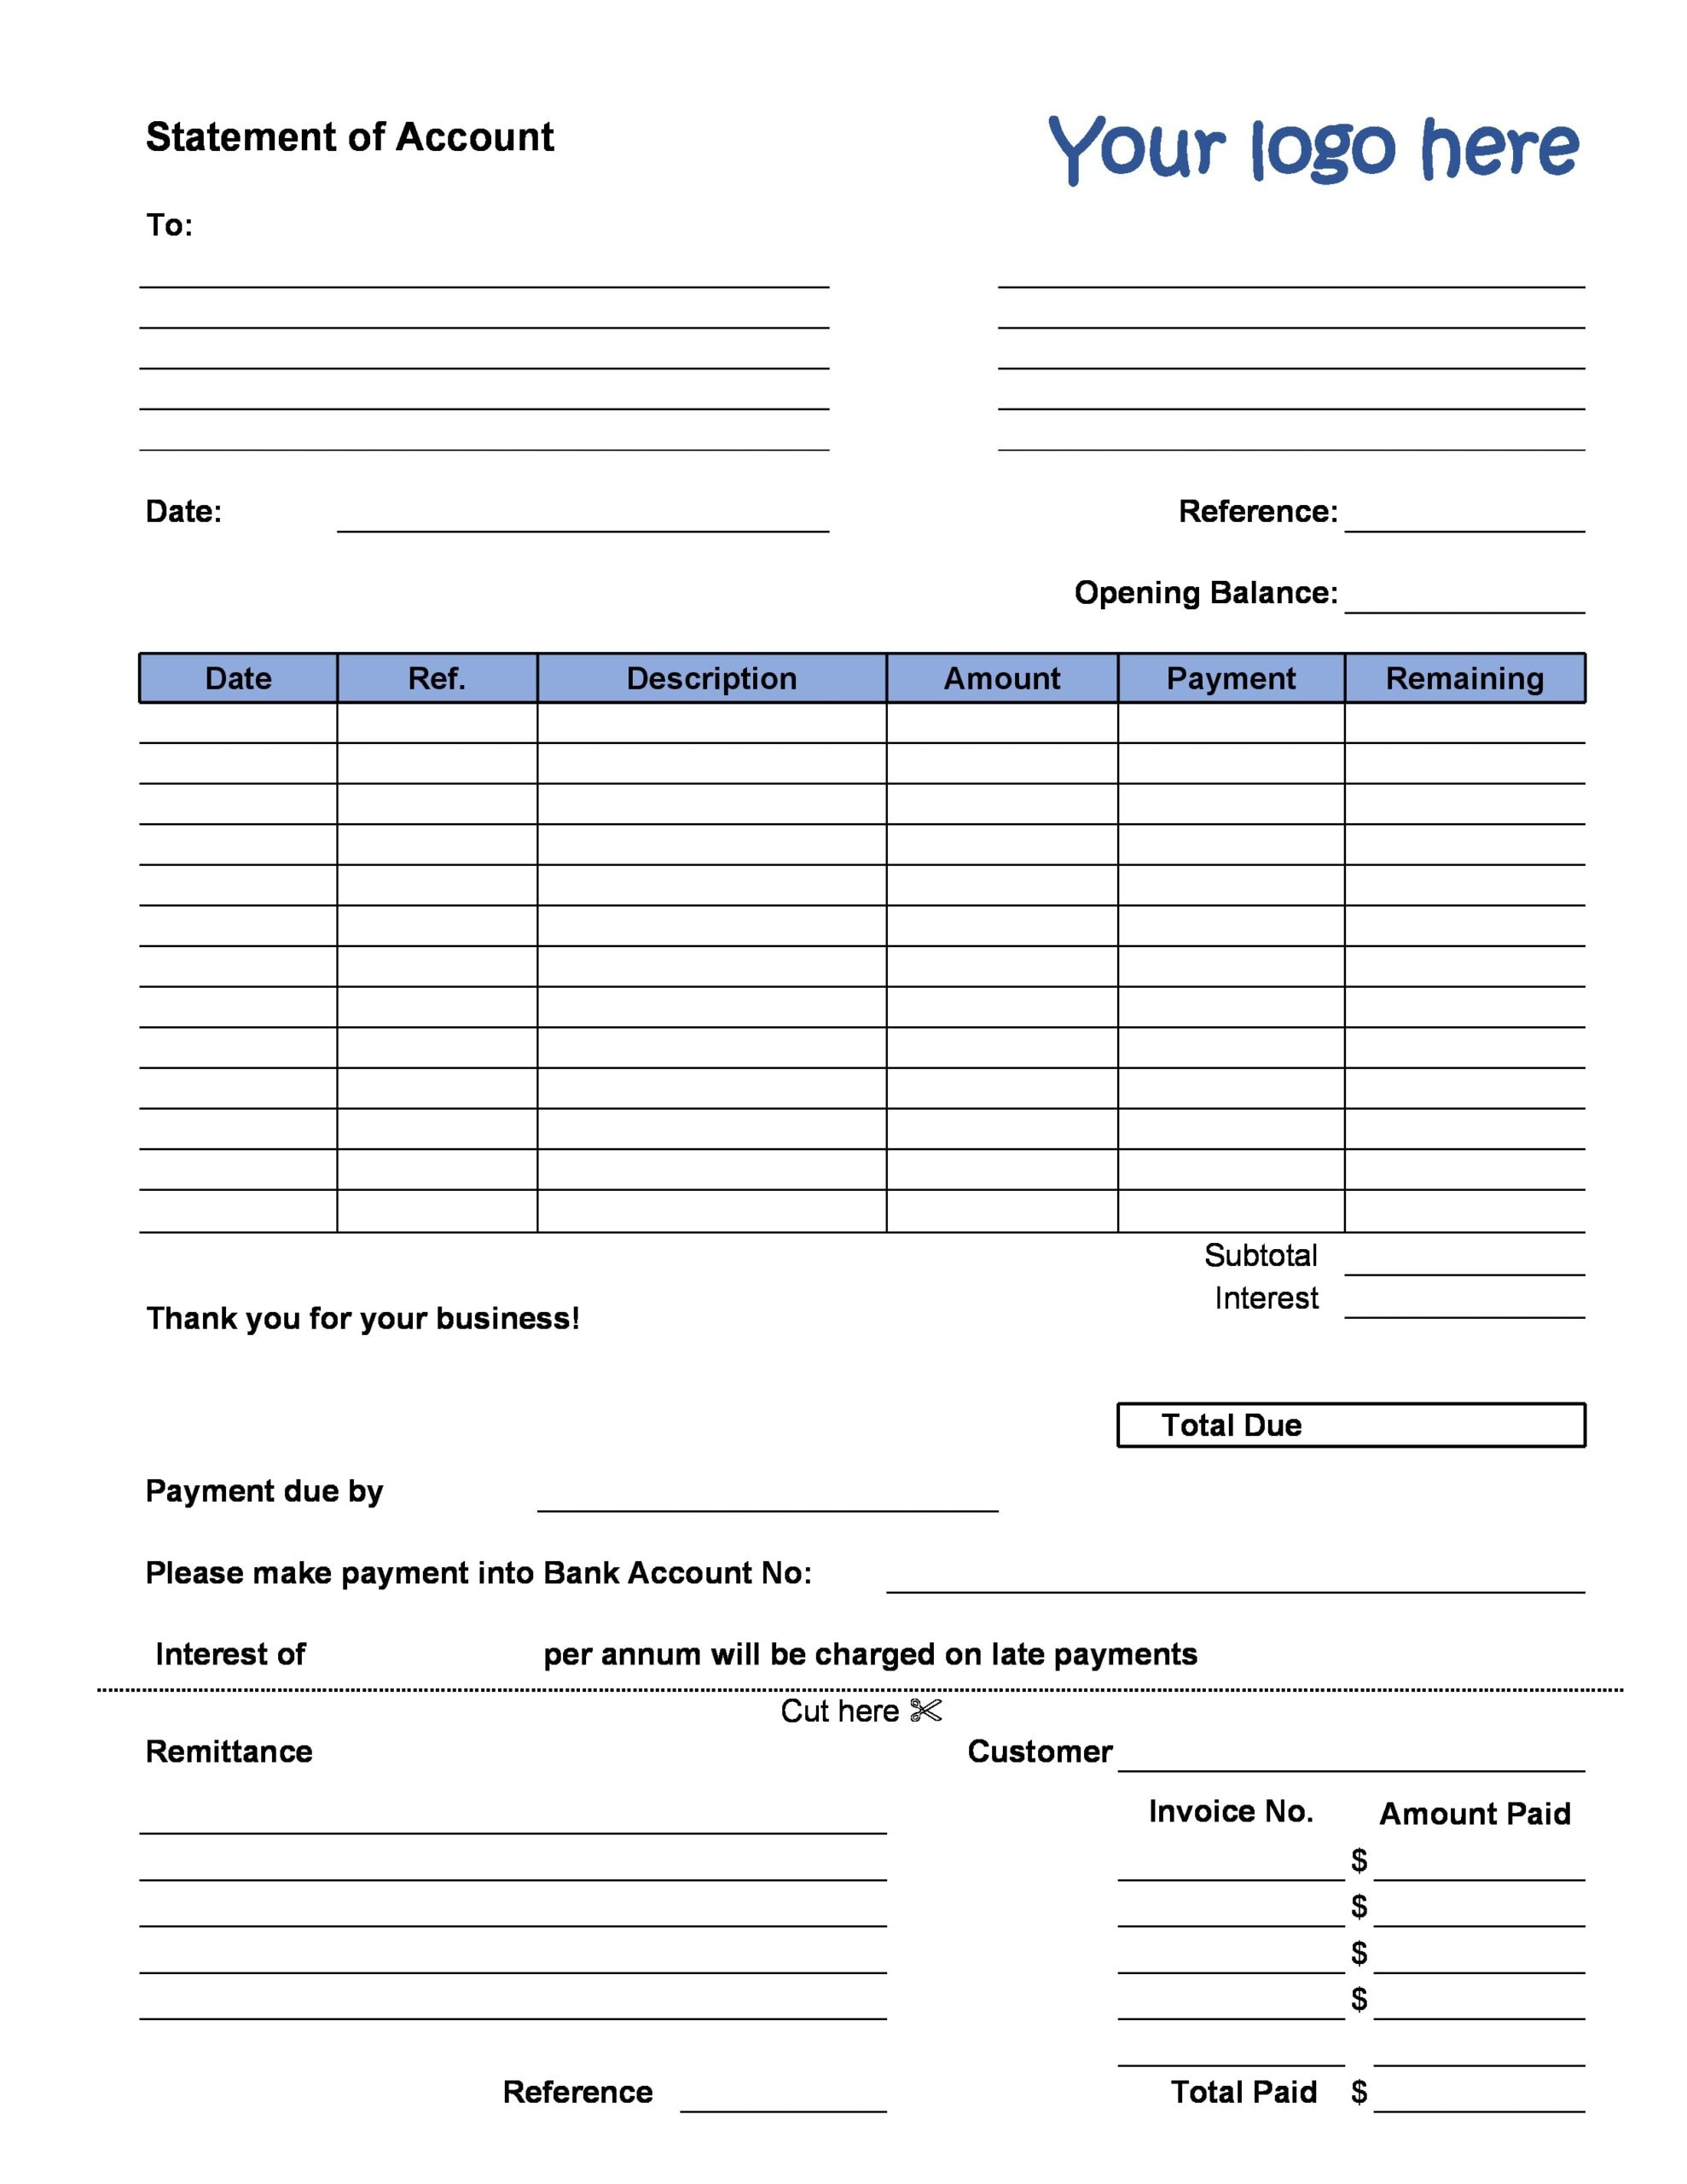 Statement of Account
Your logo here
To:
Date:
Reference:
Opening Balance:
Date Ref. Description Amount Payment Remaining
Subtotal
Interest
Thank you for your business!
Total Due
Payment due by
Please make payment into Bank Account No:
Interest of per annum will be charged on late payments
Cut here
Remittance
Customer
Invoice No. Amount Paid
$
$
$
$
Reference
Total Paid $